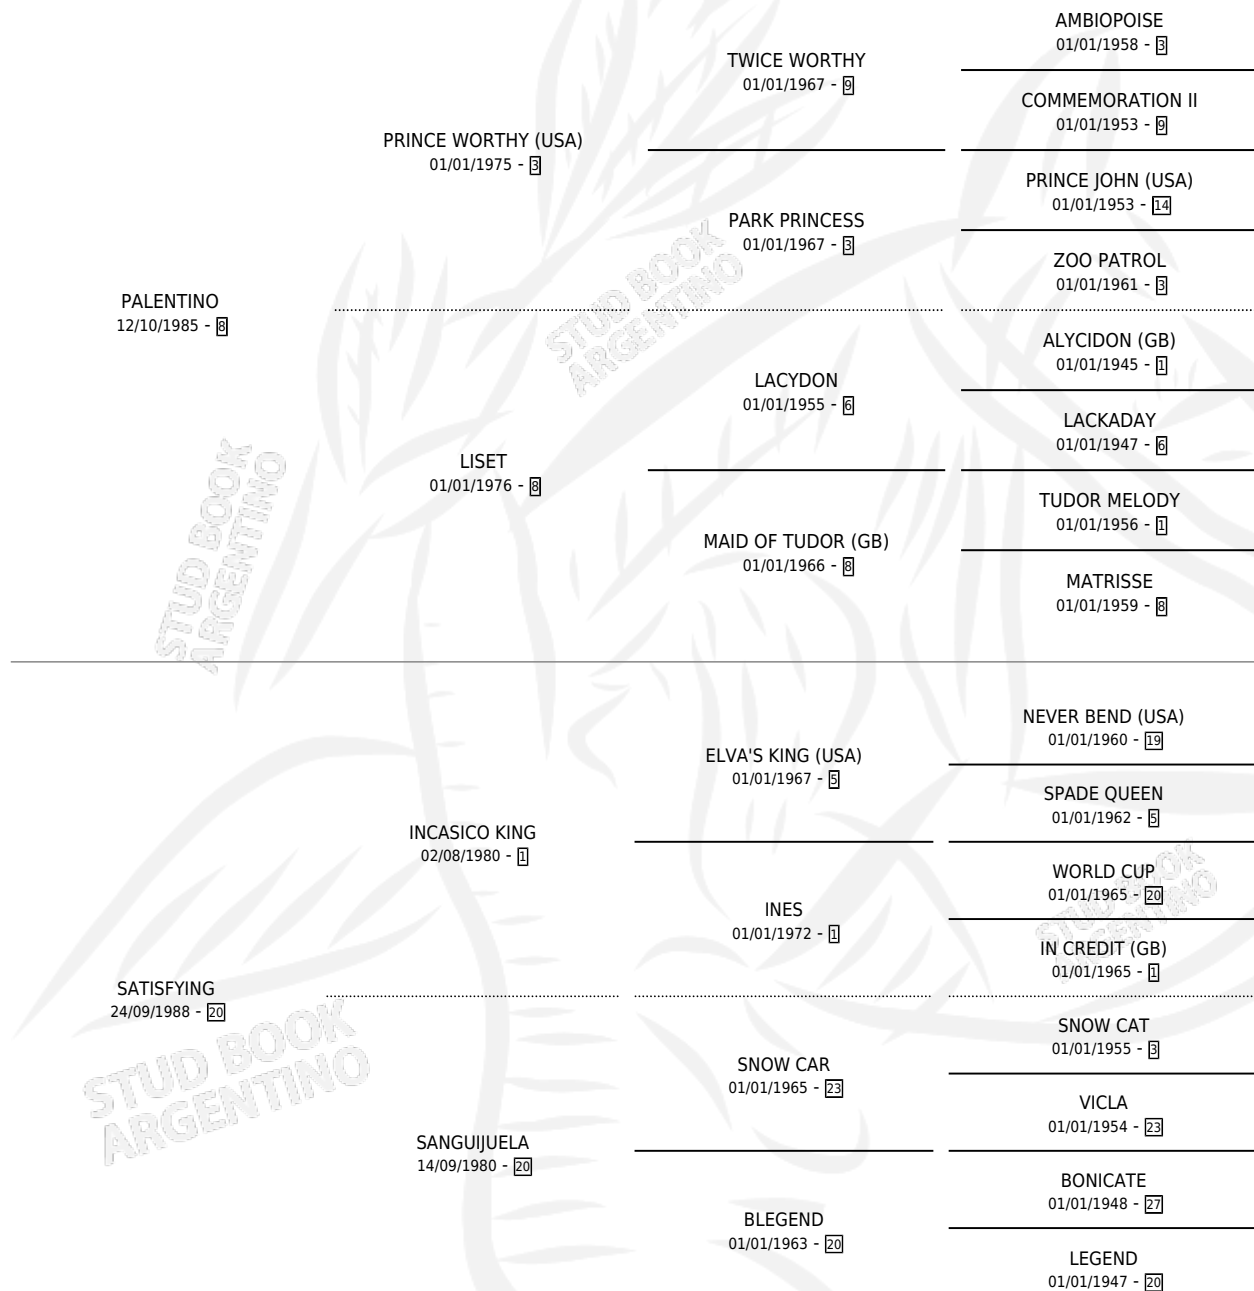 AMBIOPOISE
01/01/1958 - 3
TWICE WORTHY
01/01/1967 - 9
COMMEMORATION II
01/01/1953 - 9
PRINCE WORTHY (USA)
01/01/1975 - 3
PRINCE JOHN (USA)
01/01/1953 - 14
PARK PRINCESS
01/01/1967 - 3
ZOO PATROL
01/01/1961 - 3
PALENTINO
12/10/1985 - 8
ALYCIDON (GB)
01/01/1945 - 1
LACYDON
01/01/1955 - 6
LACKADAY
01/01/1947 - 6
LISET
01/01/1976 - 8
TUDOR MELODY
01/01/1956 - 1
MAID OF TUDOR (GB)
01/01/1966 - 8
MATRISSE
01/01/1959 - 8
NEVER BEND (USA)
01/01/1960 - 19
ELVA'S KING (USA)
01/01/1967 - 5
SPADE QUEEN
01/01/1962 - 5
INCASICO KING
02/08/1980 - 1
WORLD CUP
01/01/1965 - 20
INES
01/01/1972 - 1
IN CREDIT (GB)
01/01/1965 - 1
SATISFYING
24/09/1988 - 20
SNOW CAT
01/01/1955 - 3
SNOW CAR
01/01/1965 - 23
VICLA
01/01/1954 - 23
SANGUIJUELA
14/09/1980 - 20
BONICATE
01/01/1948 - 27
BLEGEND
01/01/1963 - 20
LEGEND
01/01/1947 - 20
STUD BOOK
ARGENTINO
STUD BOOK
ARGENTINO
STUD BOOK
ARGENTINO
STUD BOOK
ARGENTINO